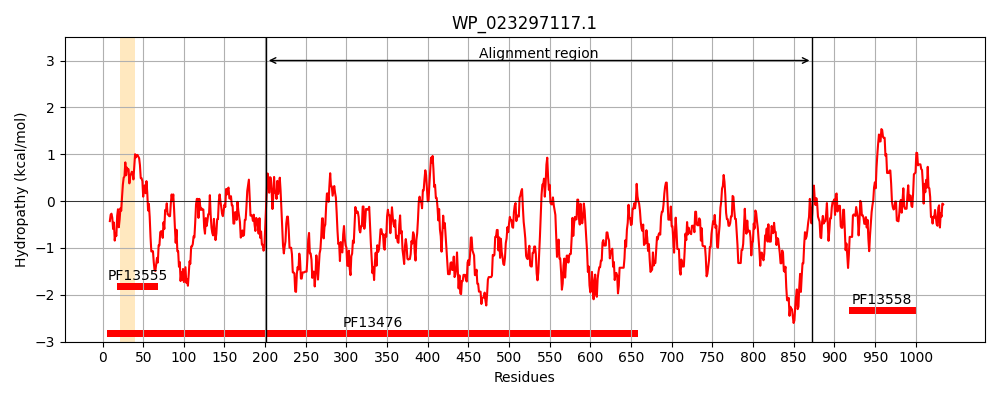 WP_023297117.1
Alignment region
3
2
1
0
−1
−2
−3
Hydropathy (kcal/mol)
PF13555
PF13558
PF13476
0 50 100 150 200 250 300 350 400 450 500 550 600 650 700 750 800 850 900 950 1000
Residues